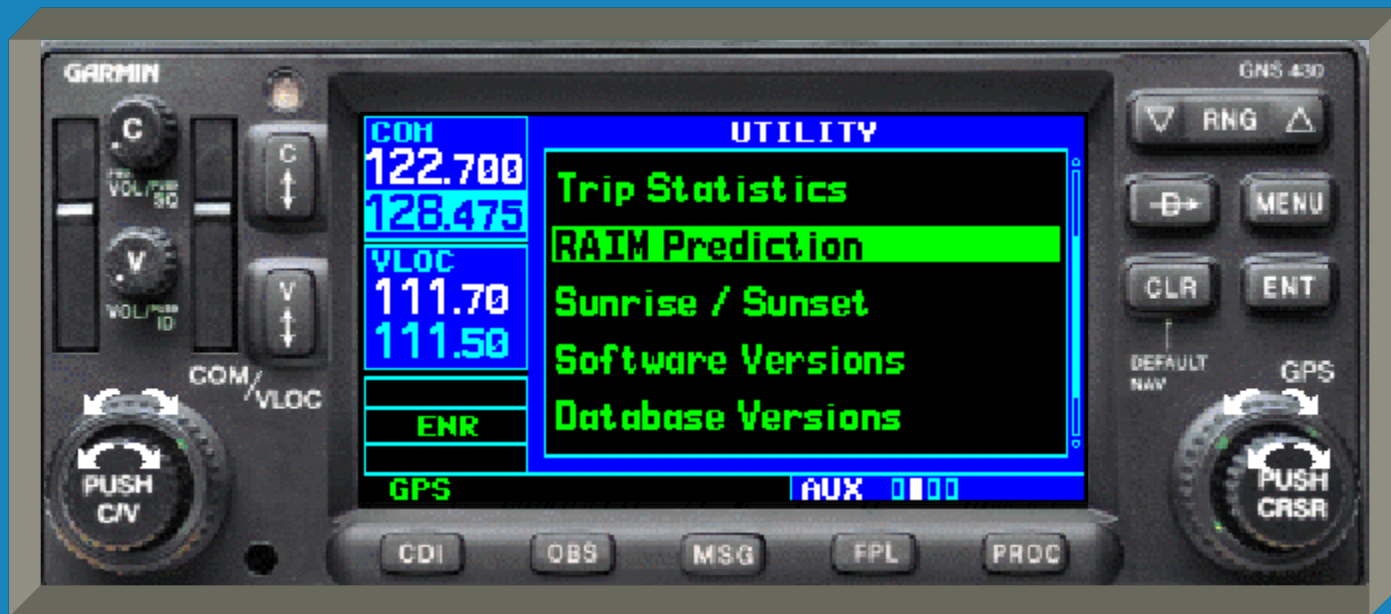 GARMIN
GNS 430
C
VOL/PUSH SQ
V
VOL/PUSH ID
C
V
COM/VLOC
PUSH C/V
COM
122.700
128.475
VLOC
111.70
111.50
ENR
GPS
UTILITY
Trip Statistics
RAIM Prediction
Sunrise / Sunset
Software Versions
Database Versions
AUX
RNG
D
MENU
CLR
ENT
DEFAULT NAV
GPS
PUSH CRSR
CDI
OBS
MSG
FPL
PROC